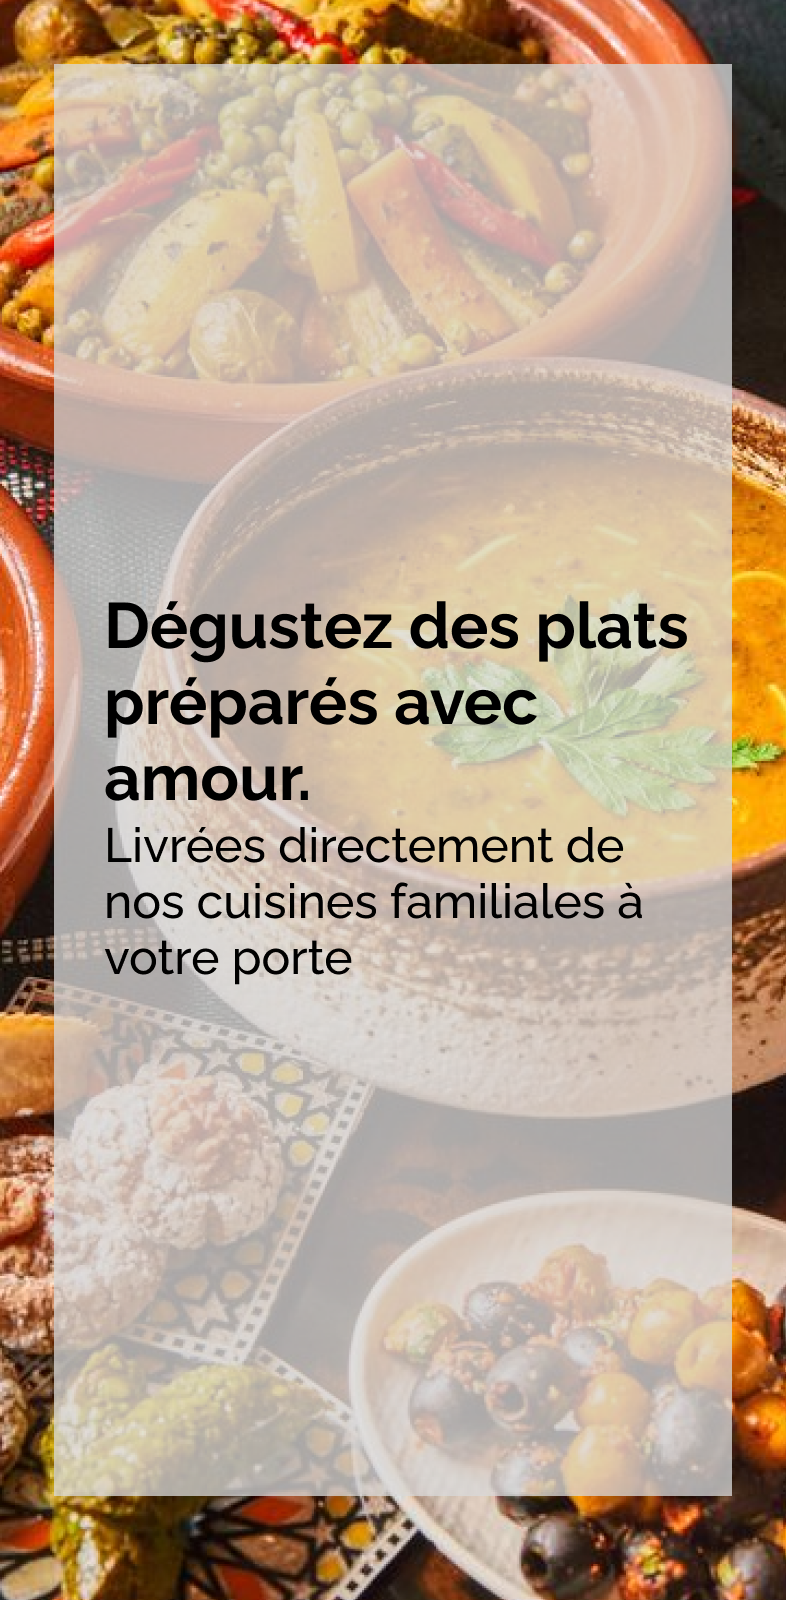 Dégustez des plats
préparés avec
amour.
Livrées directement de
nos cuisines familiales à
votre porte